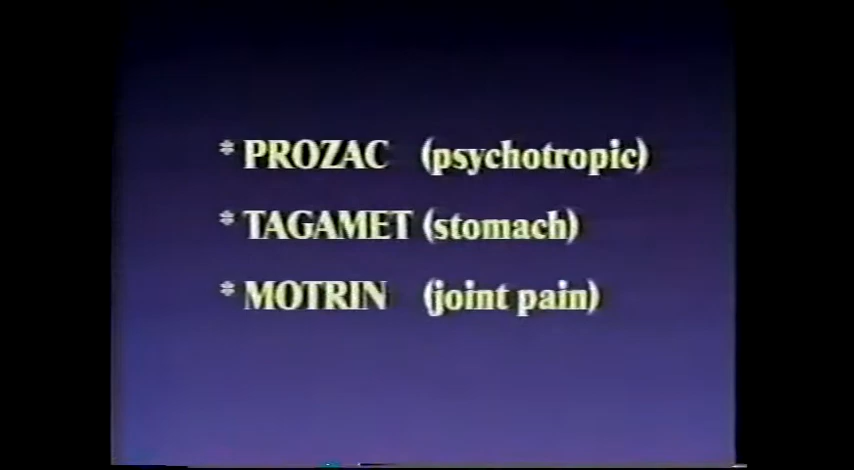 * PROZAC (psychotropic)
* TAGAMET (stomach)
* MOTRIN (joint pain)